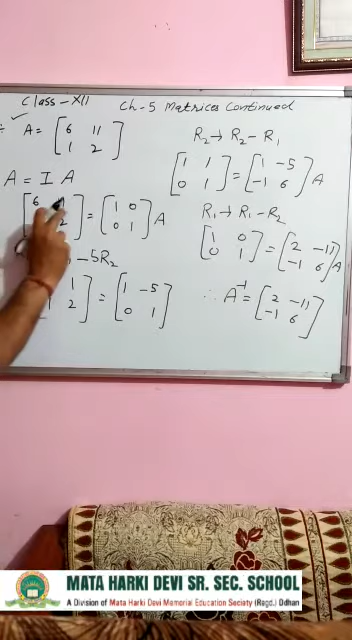 Class - XII Ch-5 Matrices Continued
A = [ 6 11
1 2 ]
A = I A
[ 6
2 ] = [ 1 0
0 1 ] A
- 5R2
1
2 ] = [ 1 -5
0 1 ]
R2 → R2 - R1
[ 1 1
0 1 ] = [ 1 -5
-1 6 ] A
R1 → R1 - R2
[ 1 0
0 1 ] = [ 2 -11
-1 6 ] A
∴ A⁻¹ = [ 2 -11
-1 6 ]
MATA HARKI DEVI SR. SEC. SCHOOL
A Division of Mata Harki Devi Memorial Education Society (Regd.) Odhan